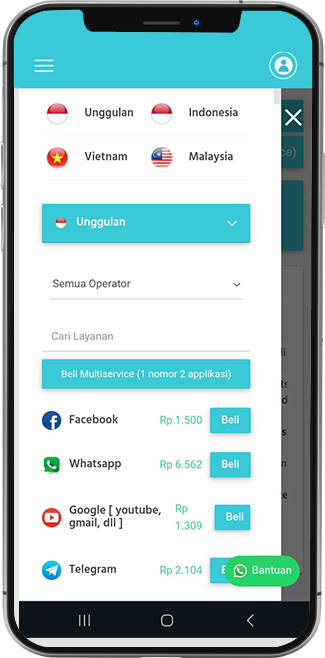 Unggulan
Indonesia
Vietnam
Malaysia
ce)
Unggulan
Semua Operator
Cari Layanan
Beli Multiservice (1 nomor 2 applikasi)
Facebook Rp 1.500 Beli
Whatsapp Rp 6.562 Beli
Google [ youtube, Rp Beli
gmail, dll ] 1.309
Telegram Rp 2.104
Bantuan